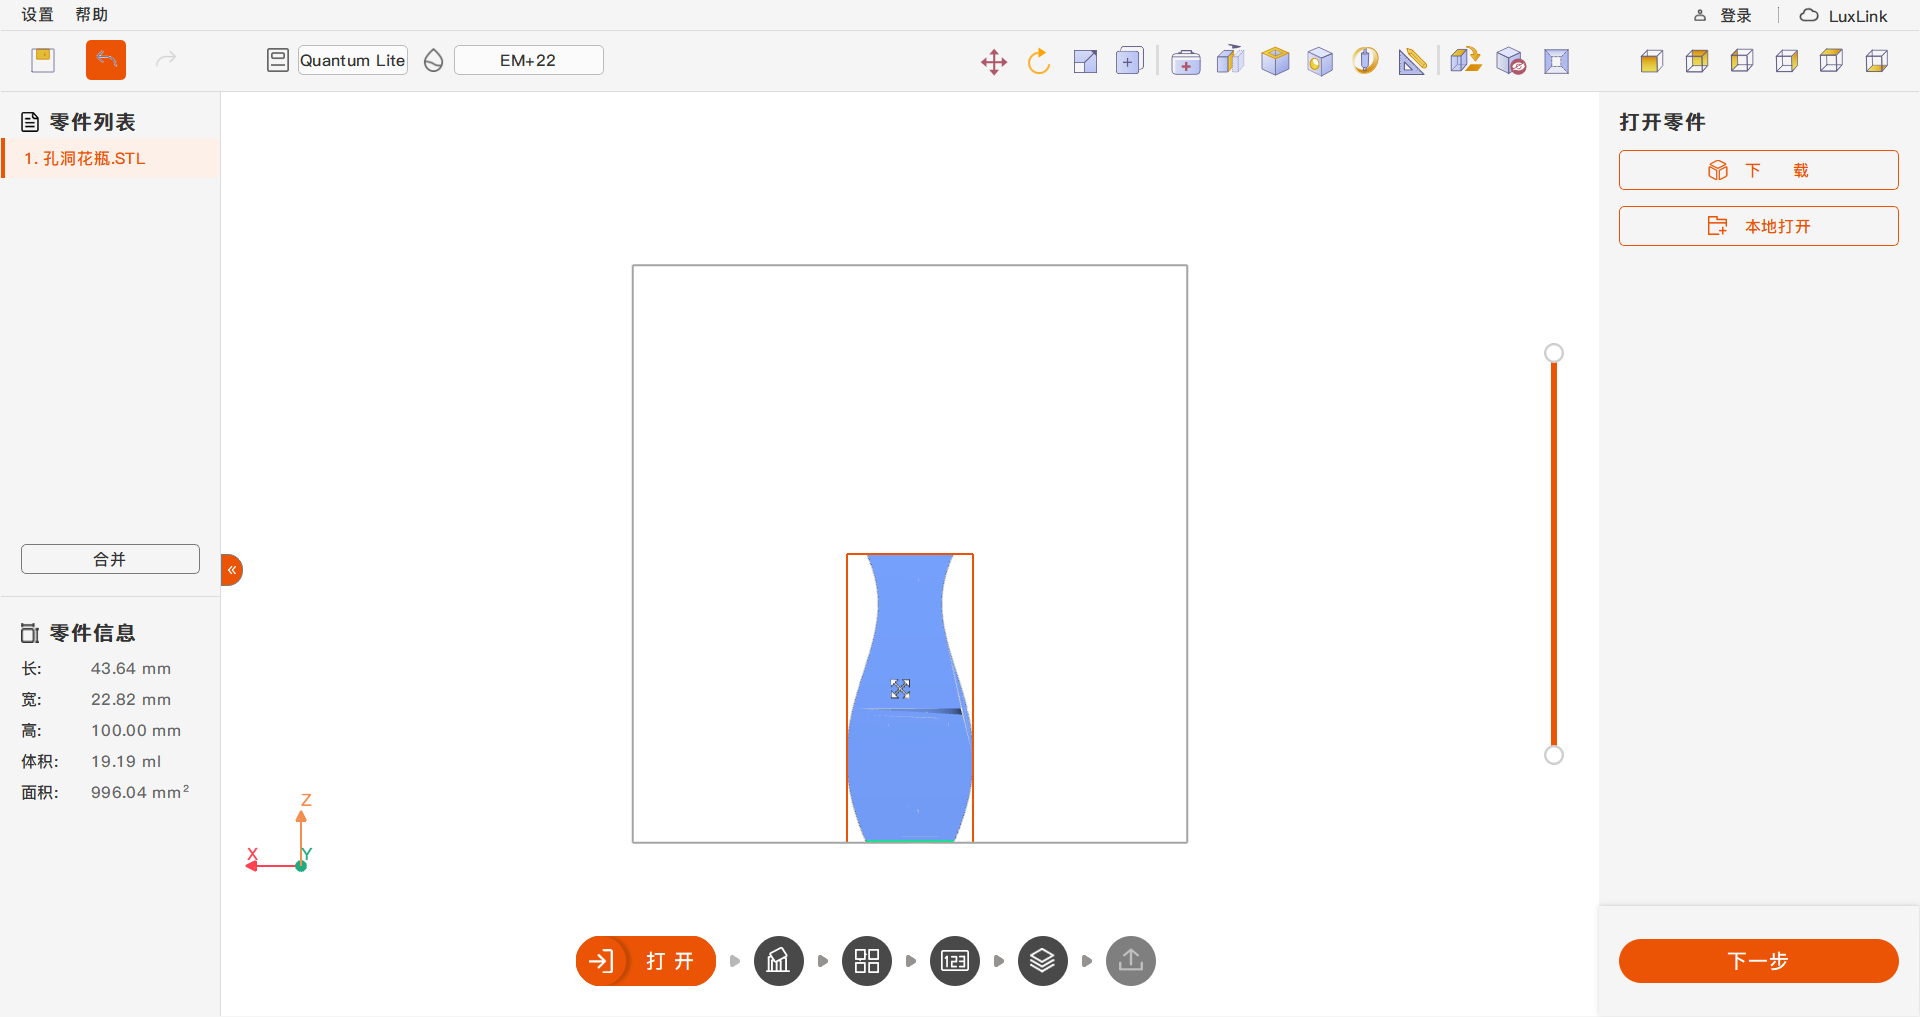 设置 帮助
登录 LuxLink
Quantum Lite EM+22
零件列表
1. 孔洞花瓶.STL
合并
零件信息
长: 43.64 mm
宽: 22.82 mm
高: 100.00 mm
体积: 19.19 ml
面积: 996.04 mm²
Z
X Y
打开
123
打开零件
下 载
本地打开
下一步